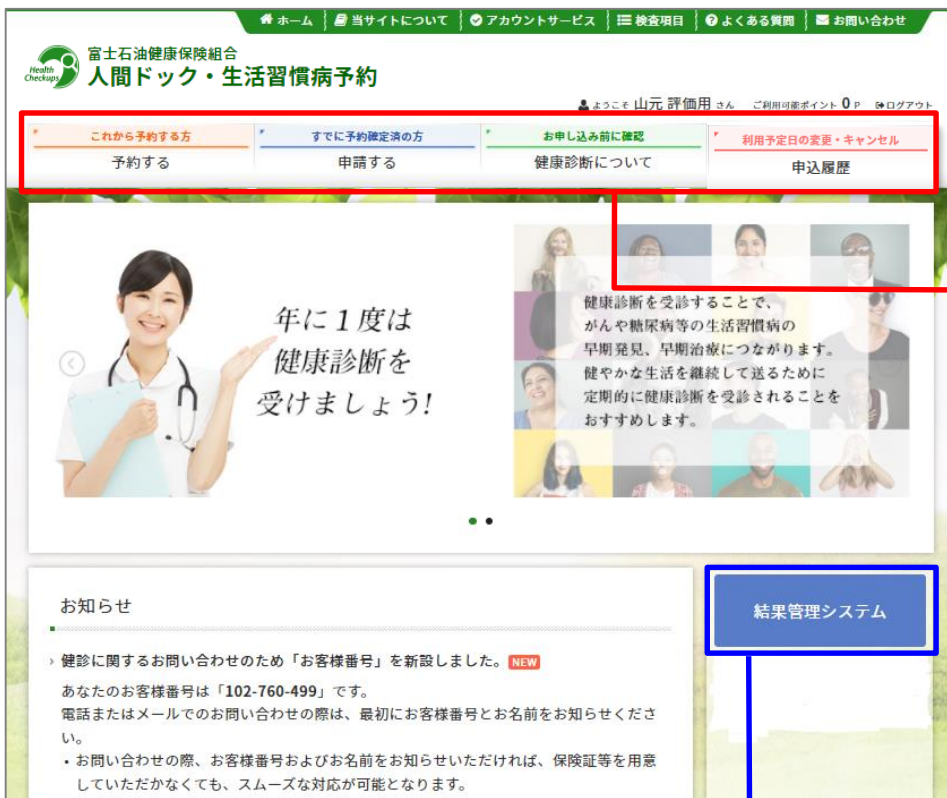 ホーム
当サイトについて
アカウントサービス
検査項目
よくある質問
お問い合わせ
Health
Checkups
富士石油健康保険組合
人間ドック・生活習慣病予約
ようこそ 山元 評価用 さん ご利用可能ポイント 0 P ログアウト
これから予約する方
予約する
すでに予約確定済の方
申請する
お申し込み前に確認
健康診断について
利用予定日の変更・キャンセル
申込履歴
年に１度は
健康診断を
受けましょう!
健康診断を受診することで、
がんや糖尿病等の生活習慣病の
早期発見、早期治療につながります。
健やかな生活を継続して送るために
定期的に健康診断を受診されることを
おすすめします。
お知らせ
健診に関するお問い合わせのため「お客様番号」を新設しました。 NEW
あなたのお客様番号は「102-760-499」です。
電話またはメールでのお問い合わせの際は、最初にお客様番号とお名前をお知らせくださ
い。
・お問い合わせの際、お客様番号およびお名前をお知らせいただければ、保険証等を用意
していただかなくても、スムーズな対応が可能となります。
結果管理システム